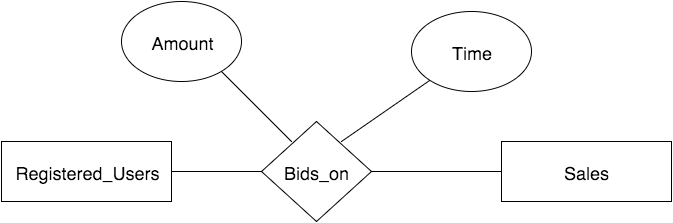 Amount
Time
Registered_Users
Bids_on
Sales